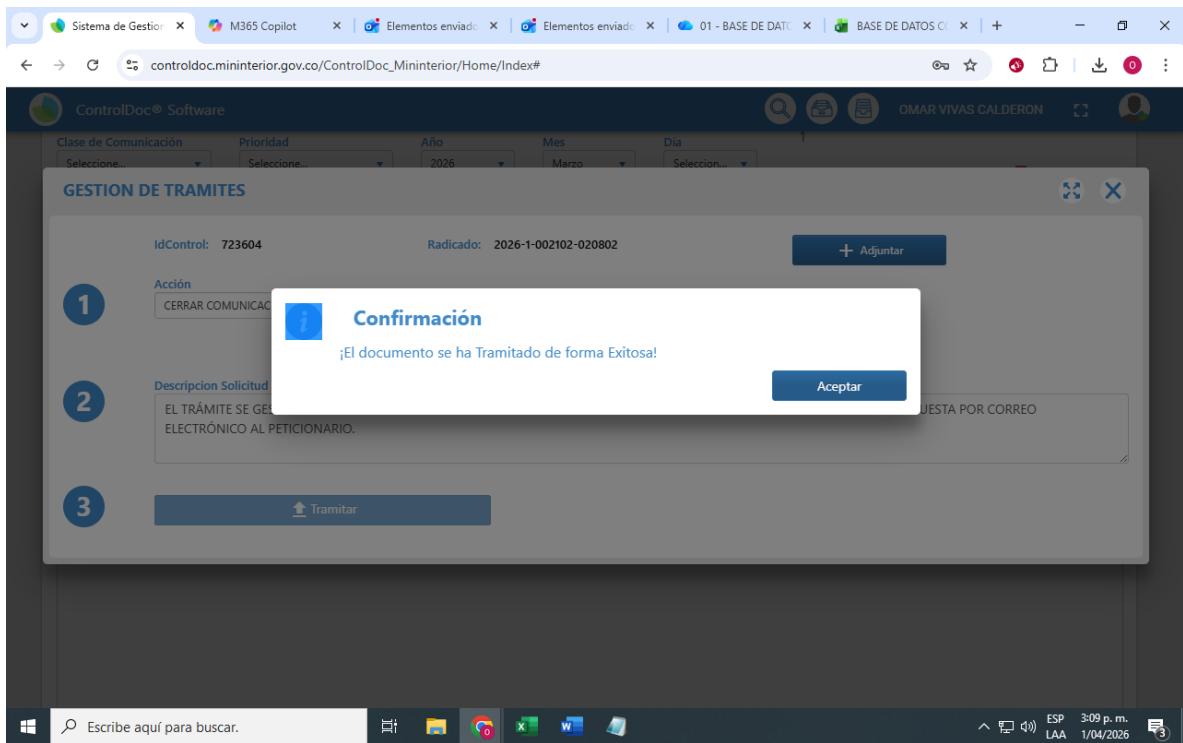 Sistema de Gestion
M365 Copilot
Elementos enviado
Elementos enviado
01 - BASE DE DATO
BASE DE DATOS CO
controldoc.mininterior.gov.co/ControlDoc_Mininterior/Home/Index#
O
ControlDoc® Software
OMAR VIVAS CALDERON
Clase de Comunicación Prioridad Año Mes Dia
Seleccione... Seleccione... 2026 Marzo Seleccion...
1
GESTION DE TRAMITES
IdControl: 723604 Radicado: 2026-1-002102-020802 Adjuntar
1
Acción
CERRAR COMUNICAC
Confirmación
¡El documento se ha Tramitado de forma Exitosa!
Aceptar
2
Descripcion Solicitud
EL TRÁMITE SE GES UESTA POR CORREO
ELECTRÓNICO AL PETICIONARIO.
3
Tramitar
Escribe aquí para buscar.
ESP 3:09 p. m.
LAA 1/04/2026
3